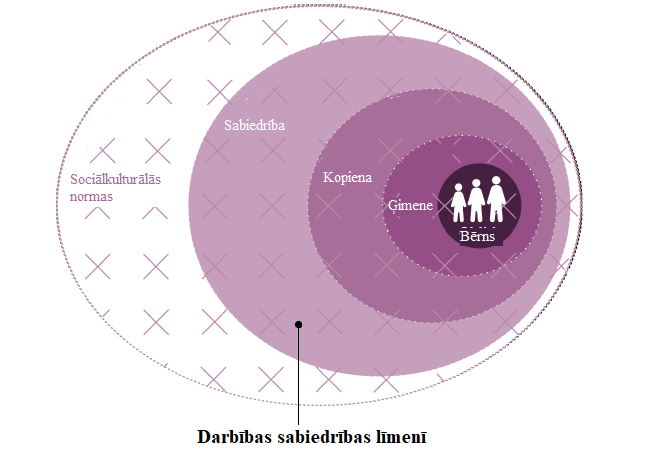 Sabiedrība
Kopiena
Sociālkulturālās
normas
Ģimene
Bērns
Darbības sabiedrības līmenī